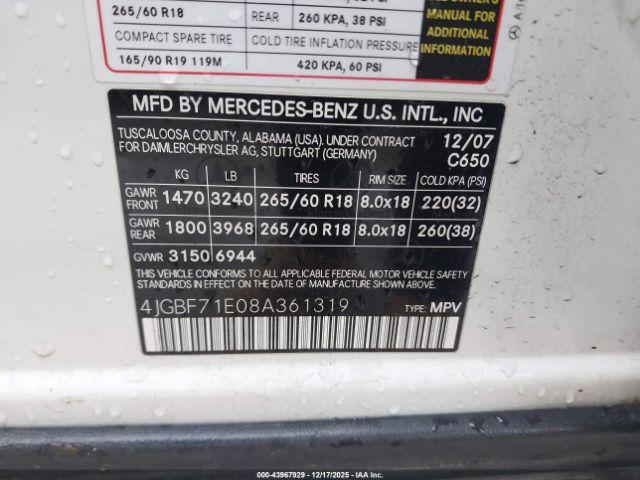 265/60 R18
REAR
260 KPA, 38 PSI
COMPACT SPARE TIRE
COLD TIRE INFLATION PRESSURE
165/90 R19 119M
420 KPA, 60 PSI
MANUAL FOR
ADDITIONAL
INFORMATION
MFD BY MERCEDES-BENZ U.S. INTL., INC
TUSCALOOSA COUNTY, ALABAMA (USA). UNDER CONTRACT
FOR DAIMLERCHRYSLER AG, STUTTGART (GERMANY)
12/07
C650
KG LB TIRES RIM SIZE COLD KPA (PSI)
GAWR FRONT 1470 3240 265/60 R18 8.0x18 220(32)
GAWR REAR 1800 3968 265/60 R18 8.0x18 260(38)
GVWR 3150 6944
THIS VEHICLE CONFORMS TO ALL APPLICABLE FEDERAL MOTOR VEHICLE SAFETY
STANDARDS IN EFFECT ON THE DATE OF MANUFACTURE SHOWN ABOVE.
4JGBF71E08A361319
TYPE: MPV
000-43967929 - 12/17/2025 - IAAI.COM